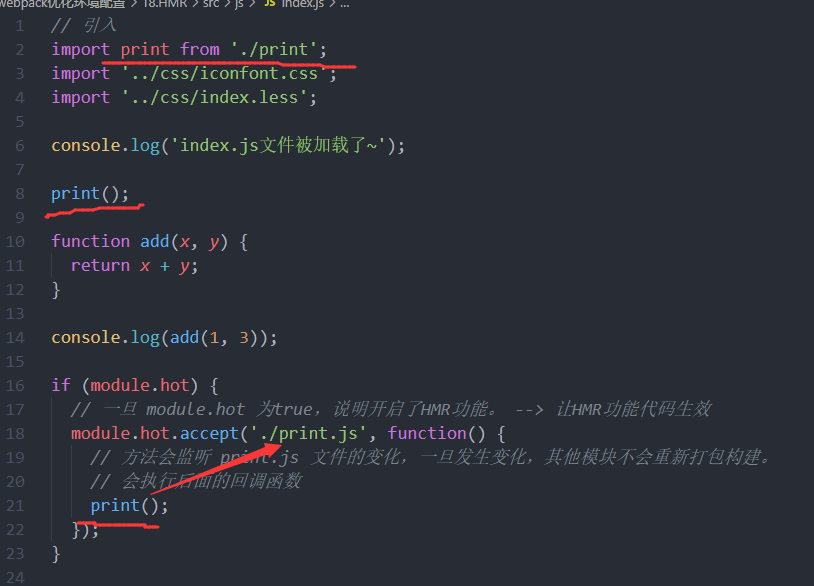 webpack优化环境配置 > 18.HMR > src > js > JS index.js > ...
1 // 引入
2 import print from './print';
3 import '../css/iconfont.css';
4 import '../css/index.less';
5
6 console.log('index.js文件被加载了~');
7
8 print();
9
10 function add(x, y) {
11 return x + y;
12 }
13
14 console.log(add(1, 3));
15
16 if (module.hot) {
17 // 一旦 module.hot 为true，说明开启了HMR功能。 --> 让HMR功能代码生效
18 module.hot.accept('./print.js', function() {
19 // 方法会监听 print.js 文件的变化，一旦发生变化，其他模块不会重新打包构建。
20 // 会执行后面的回调函数
21 print();
22 });
23 }
24